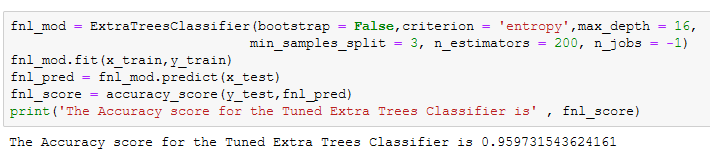 fnl_mod = ExtraTreesClassifier(bootstrap = False,criterion = 'entropy',max_depth = 16,
min_samples_split = 3, n_estimators = 200, n_jobs = -1)
fnl_mod.fit(x_train,y_train)
fnl_pred = fnl_mod.predict(x_test)
fnl_score = accuracy_score(y_test,fnl_pred)
print('The Accuracy score for the Tuned Extra Trees Classifier is' , fnl_score)
The Accuracy score for the Tuned Extra Trees Classifier is 0.959731543624161